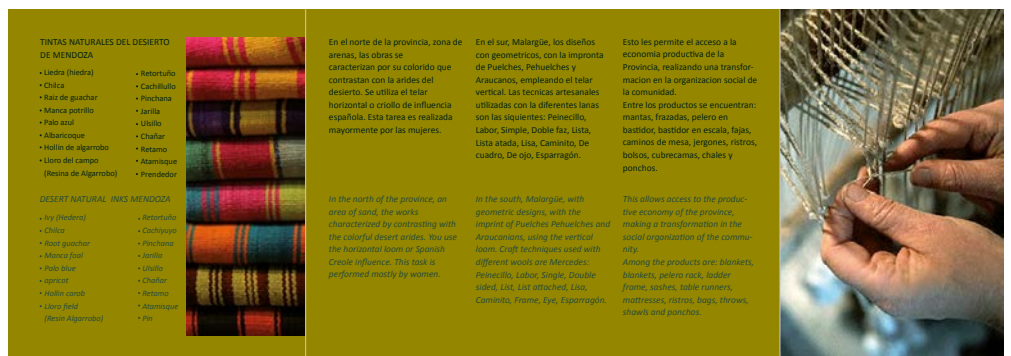 TINTAS NATURALES DEL DESIERTO
DE MENDOZA
• Liedra (hiedra)
• Chilca
• Raiz de guachar
• Manca potrillo
• Palo azul
• Albaricoque
• Hollin de algarrobo
• Lloro del campo
(Resina de Algarrobo)
• Retortuño
• Cachillullo
• Pinchana
• Jarilla
• Ulsillo
• Chañar
• Retamo
• Atamisque
• Prendedor
DESERT NATURAL INKS MENDOZA
• Ivy (Hedera)
• Chilca
• Root guachar
• Manca foal
• Palo blue
• apricot
• Hollin carob
• Lloro field
(Resin Algarrobo)
• Retortuño
• Cachiyuyo
• Pinchana
• Jarilla
• Ulsillo
• Chañar
• Retamo
• Atamisque
• Pin
En el norte de la provincia, zona de
arenas, las obras se
caracterizan por su colorido que
contrastan con la arides del
desierto. Se utiliza el telar
horizontal o criollo de influencia
española. Esta tarea es realizada
mayormente por las mujeres.
In the north of the province, an
area of sand, the works
characterized by contrasting with
the colorful desert arides. You use
the horizontal loom or Spanish
Creole Influence. This task is
performed mostly by women.
En el sur, Malargüe, los diseños
con geometricos, con la impronta
de Puelches, Pehuelches y
Araucanos, empleando el telar
vertical. Las tecnicas artesanales
utilizadas con la diferentes lanas
son las siquientes: Peinecillo,
Labor, Simple, Doble faz, Lista,
Lista atada, Lisa, Caminito, De
cuadro, De ojo, Esparragón.
In the south, Malargüe, with
geometric designs, with the
imprint of Puelches Pehuelches and
Araucanians, using the vertical
loom. Craft techniques used with
different wools are Mercedes:
Peinecillo, Labor, Single, Double
sided, List, List attached, Lisa,
Caminito, Frame, Eye, Esparragón.
Esto les permite el acceso a la
economia productiva de la
Provincia, realizando una transfor-
macion en la organizacion social de
la comunidad.
Entre los productos se encuentran:
mantas, frazadas, pelero en
bastidor, bastidor en escala, fajas,
caminos de mesa, jergones, ristros,
bolsos, cubrecamas, chales y
ponchos.
This allows access to the produc-
tive economy of the province,
making a transformation in the
social organization of the commu-
nity.
Among the products are: blankets,
blankets, pelero rack, ladder
frame, sashes, table runners,
mattresses, ristros, bags, throws,
shawls and ponchos.